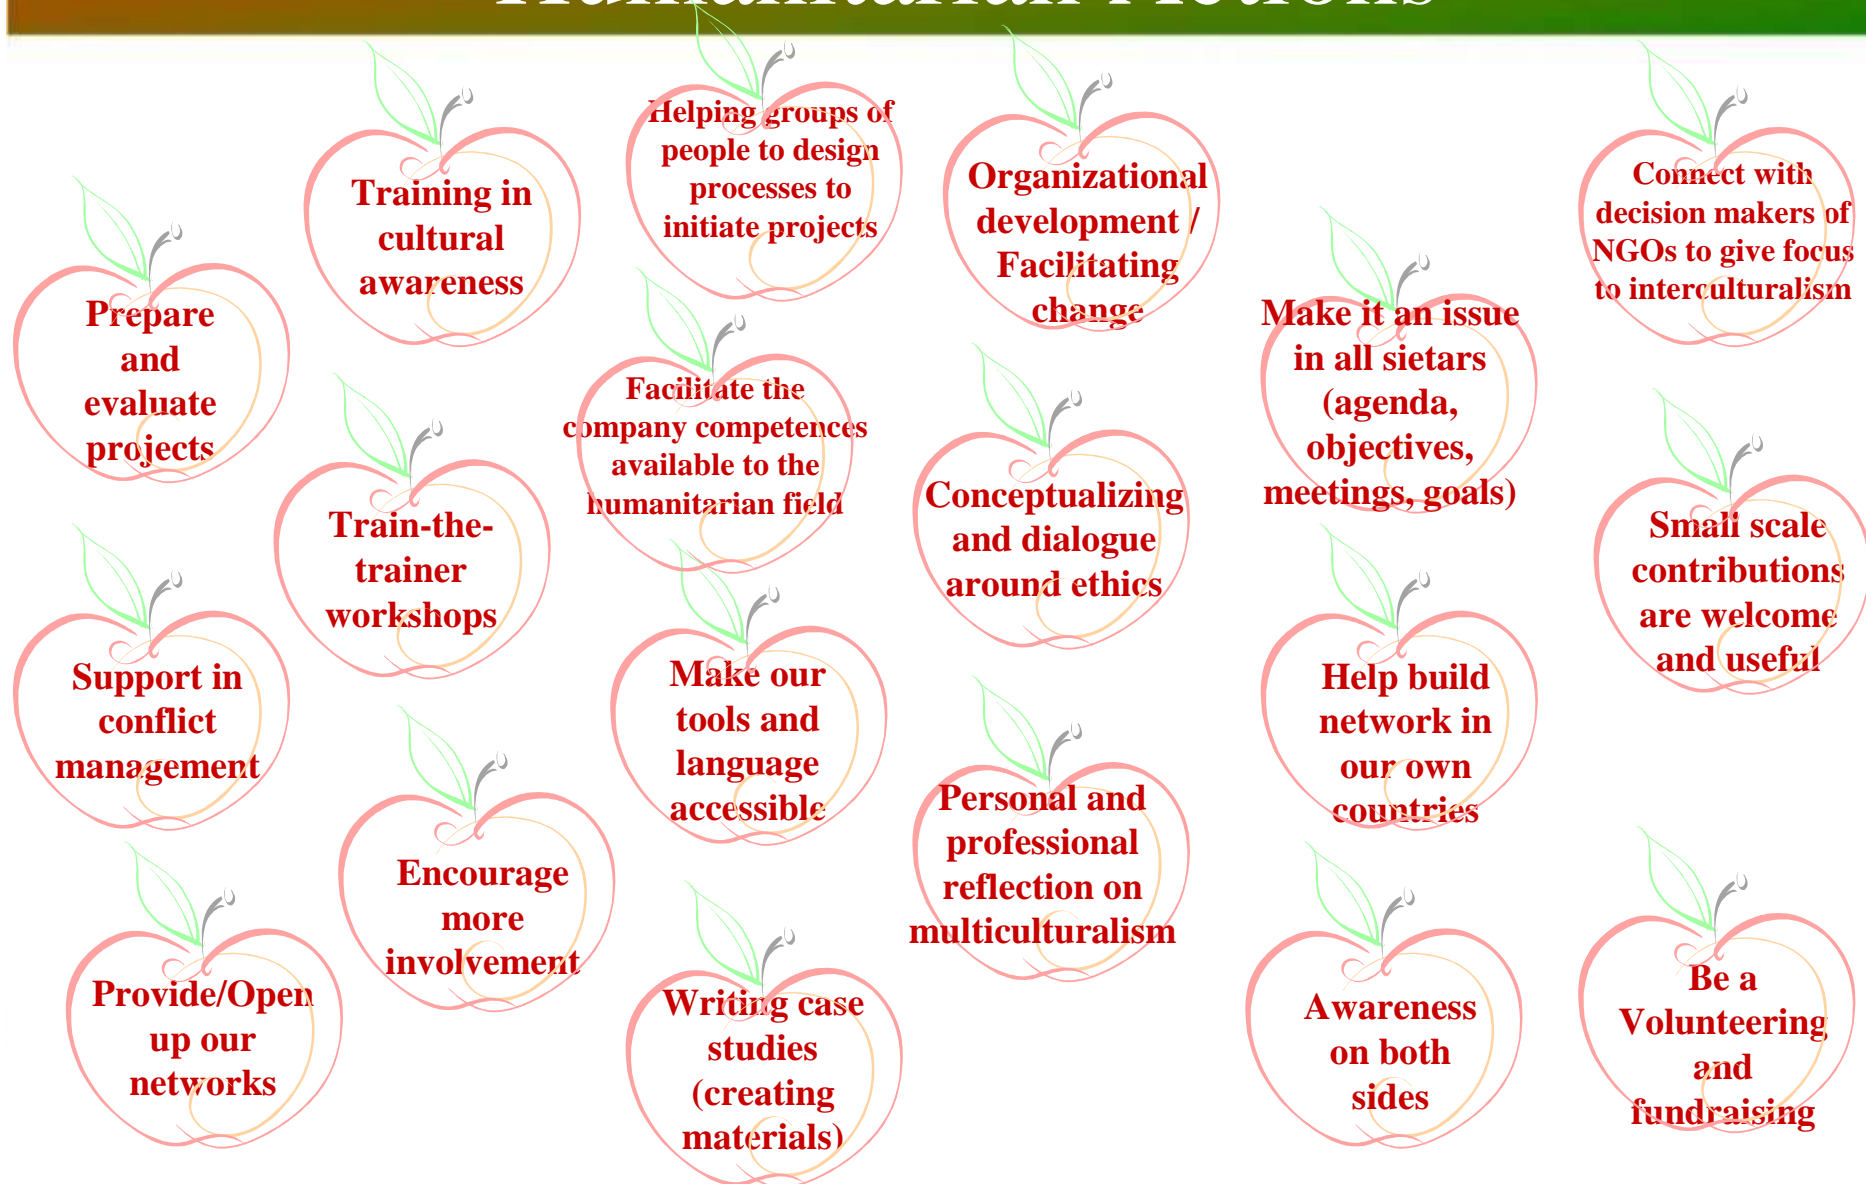 Humanitarian Actions
Training in
cultural
awareness
Helping groups of
people to design
processes to
initiate projects
Organizational
development /
Facilitating
change
Connect with
decision makers of
NGOs to give focus
to interculturalism
Prepare
and
evaluate
projects
Make it an issue
in all sietars
(agenda,
objectives,
meetings, goals)
Facilitate the
company competences
available to the
humanitarian field
Train-the-
trainer
workshops
Conceptualizing
and dialogue
around ethics
Small scale
contributions
are welcome
and useful
Support in
conflict
management
Make our
tools and
language
accessible
Help build
network in
our own
countries
Personal and
professional
reflection on
multiculturalism
Encourage
more
involvement
Provide/Open
up our
networks
Writing case
studies
(creating
materials)
Awareness
on both
sides
Be a
Volunteering
and
fundraising